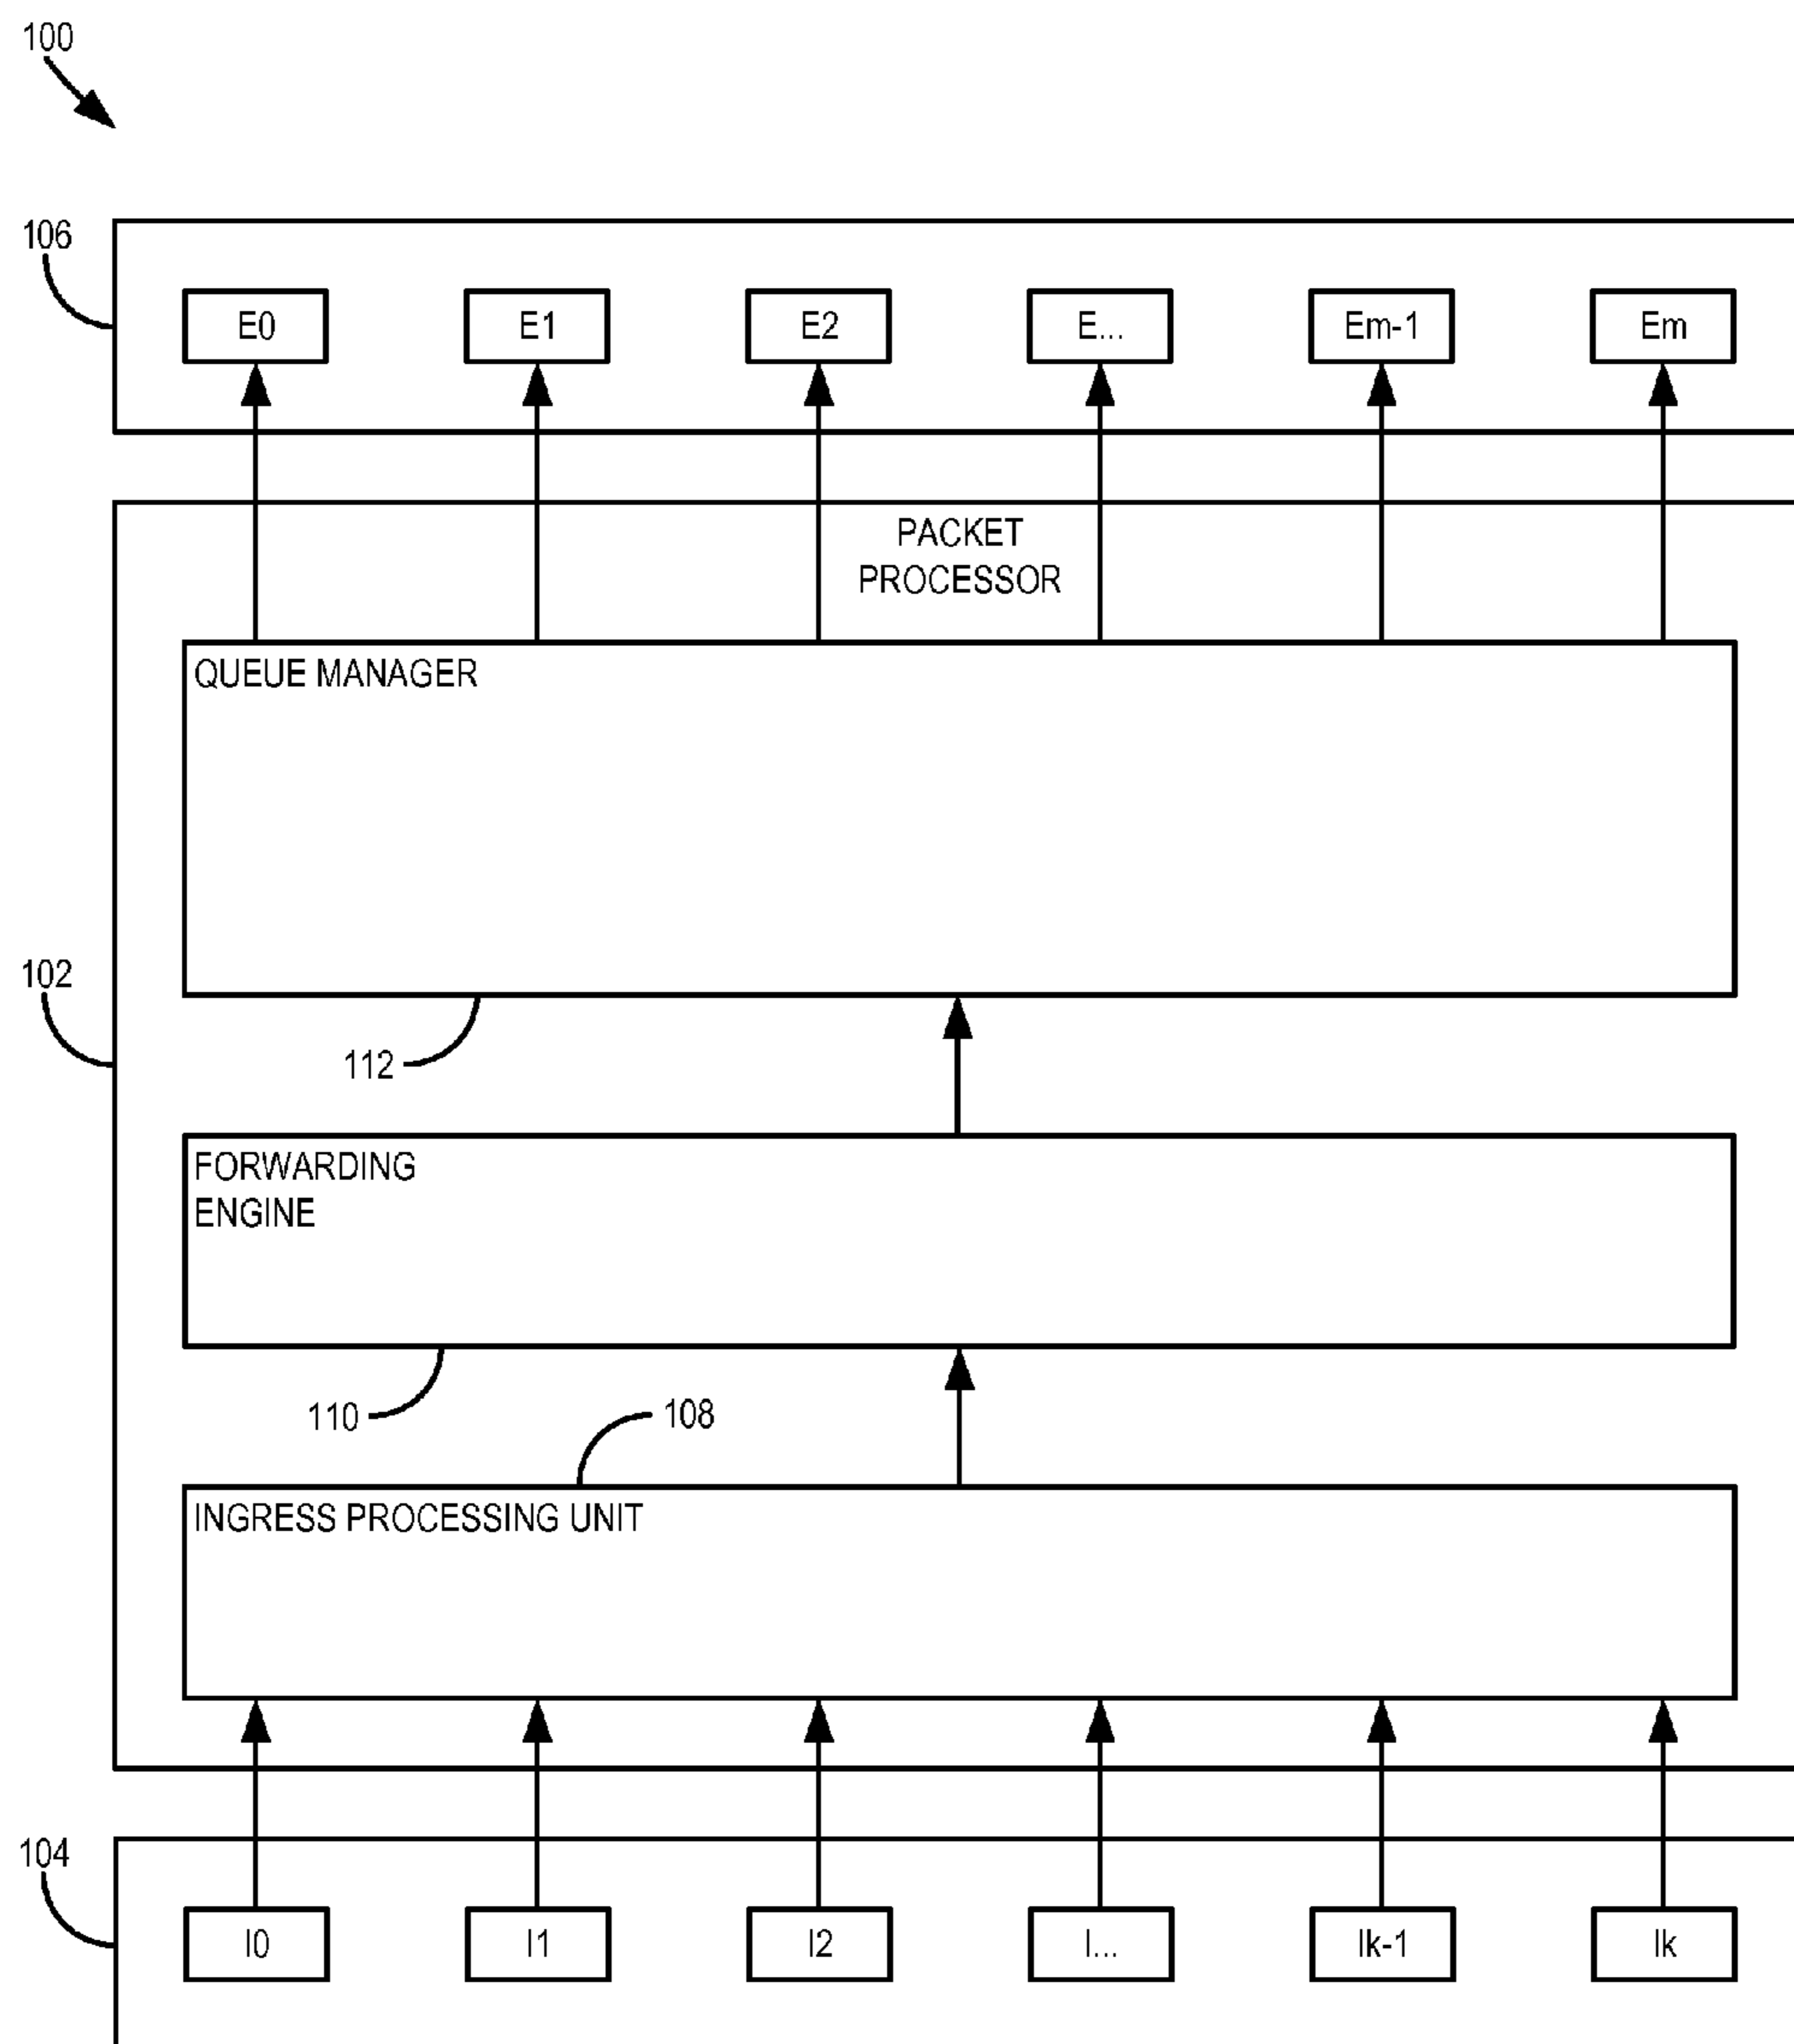 100
106
E0
E1
E2
E...
Em-1
Em
PACKET
PROCESSOR
QUEUE MANAGER
102
112
FORWARDING
ENGINE
110
108
INGRESS PROCESSING UNIT
104
I0
I1
I2
I...
Ik-1
Ik